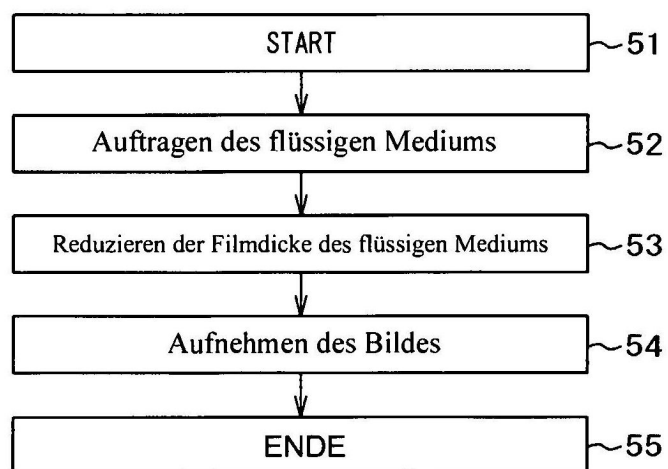 START 51
Auftragen des flüssigen Mediums 52
Reduzieren der Filmdicke des flüssigen Mediums 53
Aufnehmen des Bildes 54
ENDE 55